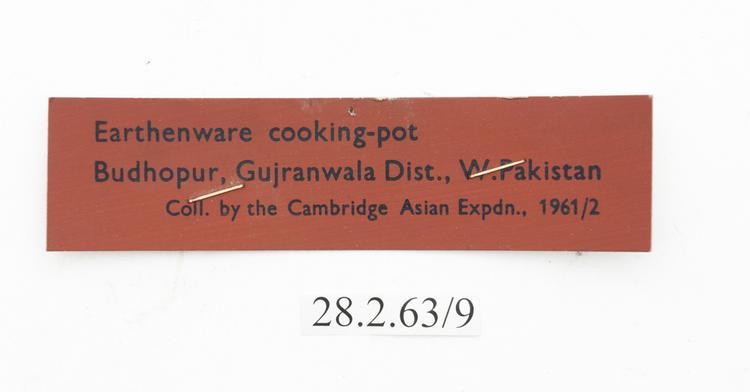 Earthenware cooking-pot
Budhopur, Gujranwala Dist., W.Pakistan
Coll. by the Cambridge Asian Expdn., 1961/2
28.2.63/9